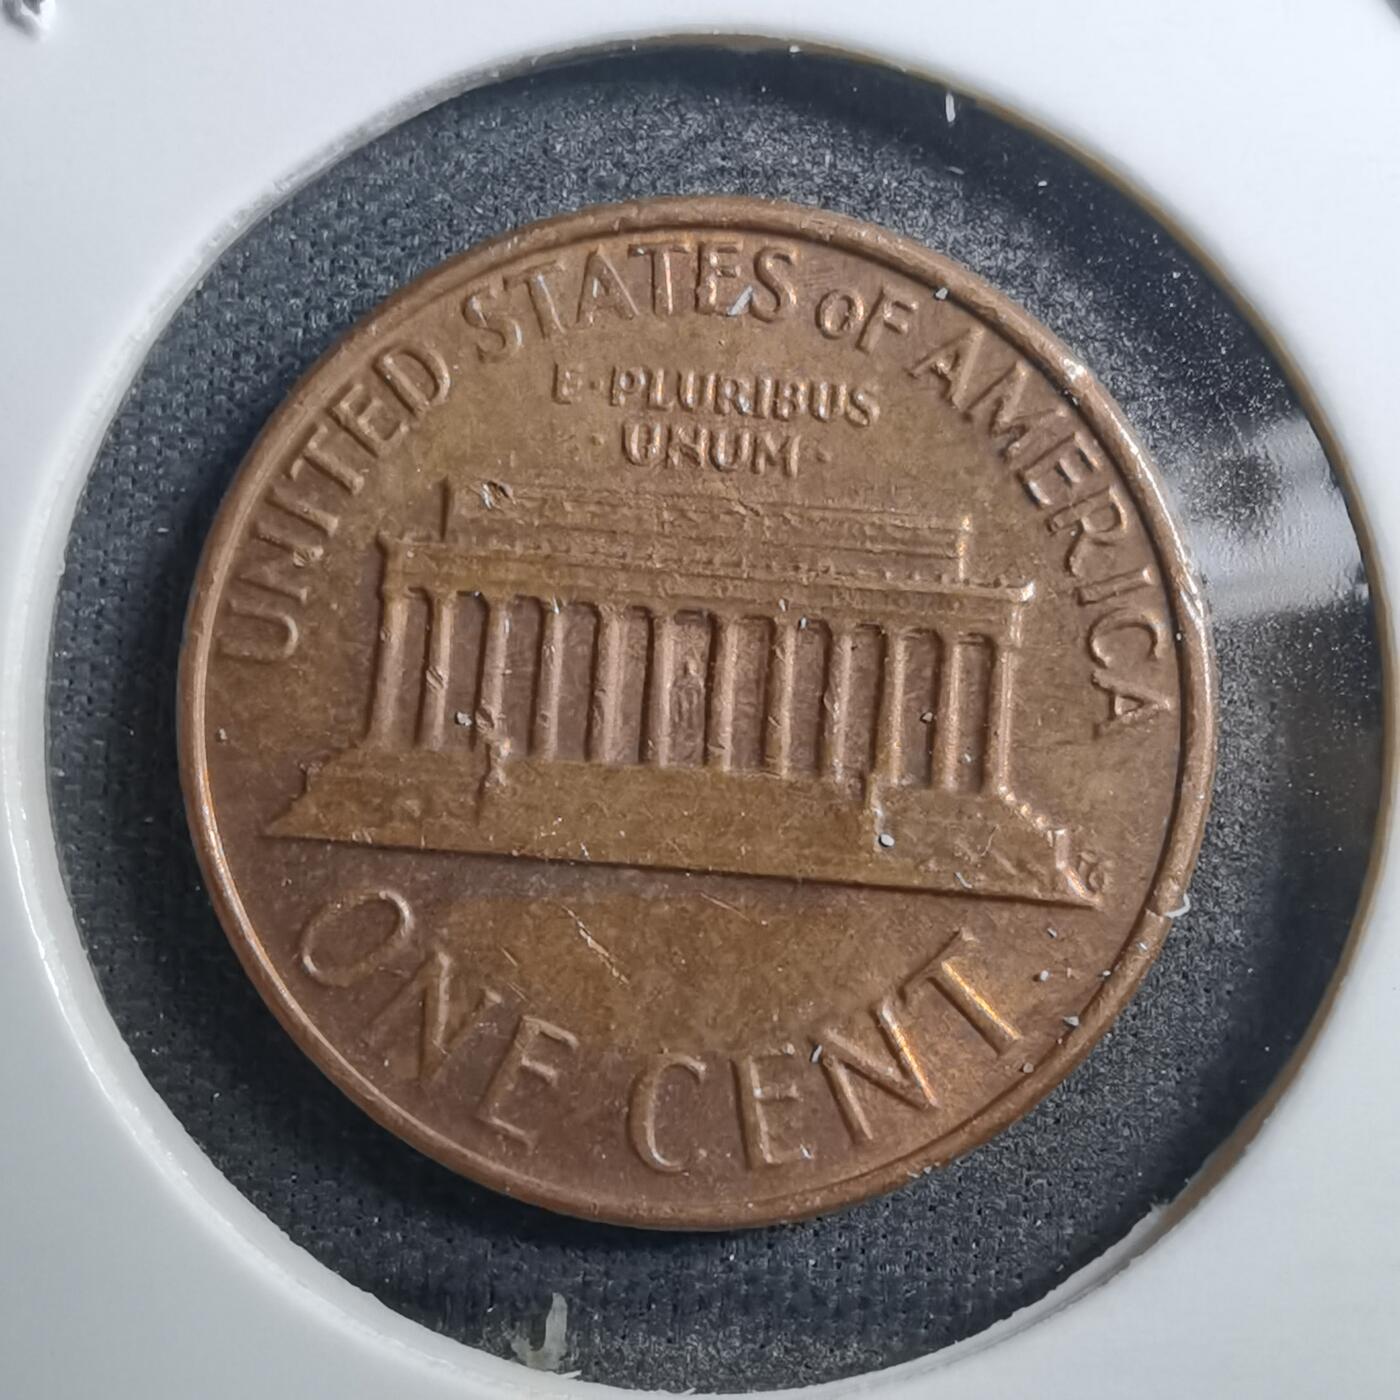 UNITED STATES OF AMERICA
E·PLURIBUS
·UNUM·
ONE CENT